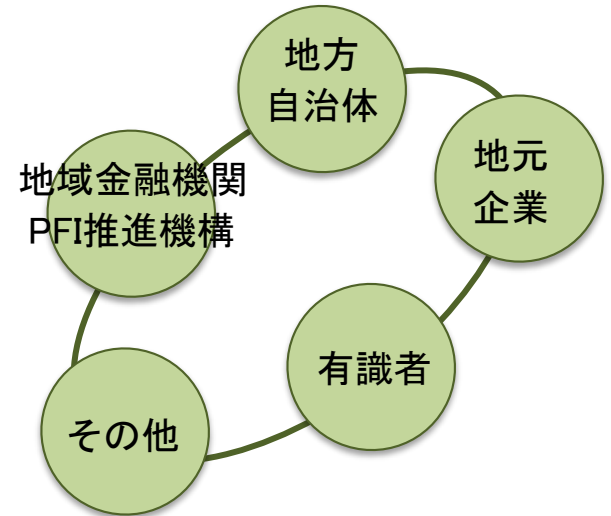 地方
自治体
地元
企業
地域金融機関
PFI推進機構
有識者
その他